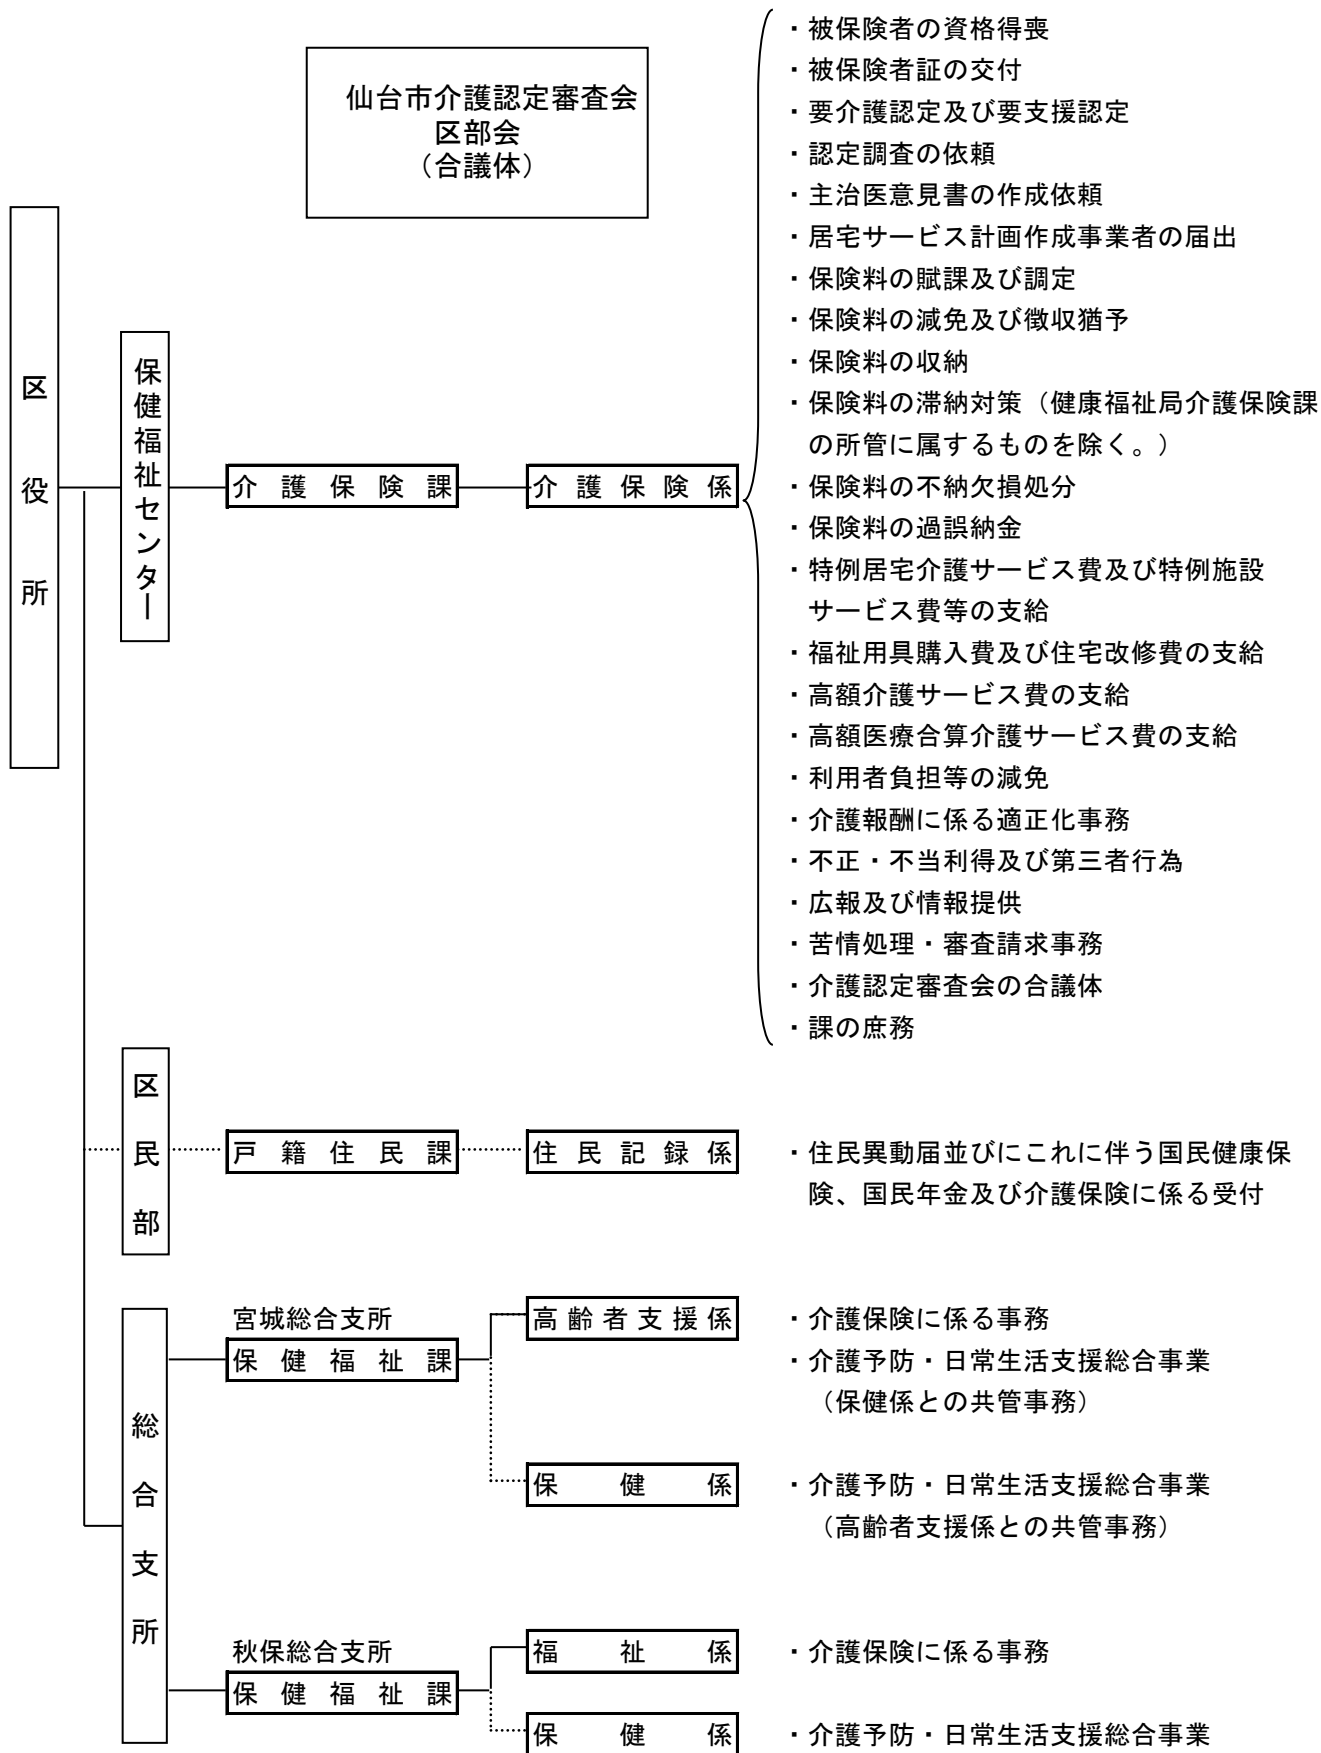 仙台市介護認定審査会
区部会
（合議体）
区役所
保健福祉センター
介護保険課
介護保険係
・被保険者の資格得喪
・被保険者証の交付
・要介護認定及び要支援認定
・認定調査の依頼
・主治医意見書の作成依頼
・居宅サービス計画作成事業者の届出
・保険料の賦課及び調定
・保険料の減免及び徴収猶予
・保険料の収納
・保険料の滞納対策（健康福祉局介護保険課
の所管に属するものを除く。）
・保険料の不納欠損処分
・保険料の過誤納金
・特例居宅介護サービス費及び特例施設
サービス費等の支給
・福祉用具購入費及び住宅改修費の支給
・高額介護サービス費の支給
・高額医療合算介護サービス費の支給
・利用者負担等の減免
・介護報酬に係る適正化事務
・不正・不当利得及び第三者行為
・広報及び情報提供
・苦情処理・審査請求事務
・介護認定審査会の合議体
・課の庶務
区民部
戸籍住民課
住民記録係
・住民異動届並びにこれに伴う国民健康保
険、国民年金及び介護保険に係る受付
総合支所
宮城総合支所
保健福祉課
高齢者支援係
・介護保険に係る事務
・介護予防・日常生活支援総合事業
（保健係との共管事務）
保健係
・介護予防・日常生活支援総合事業
（高齢者支援係との共管事務）
秋保総合支所
保健福祉課
福祉係
・介護保険に係る事務
保健係
・介護予防・日常生活支援総合事業